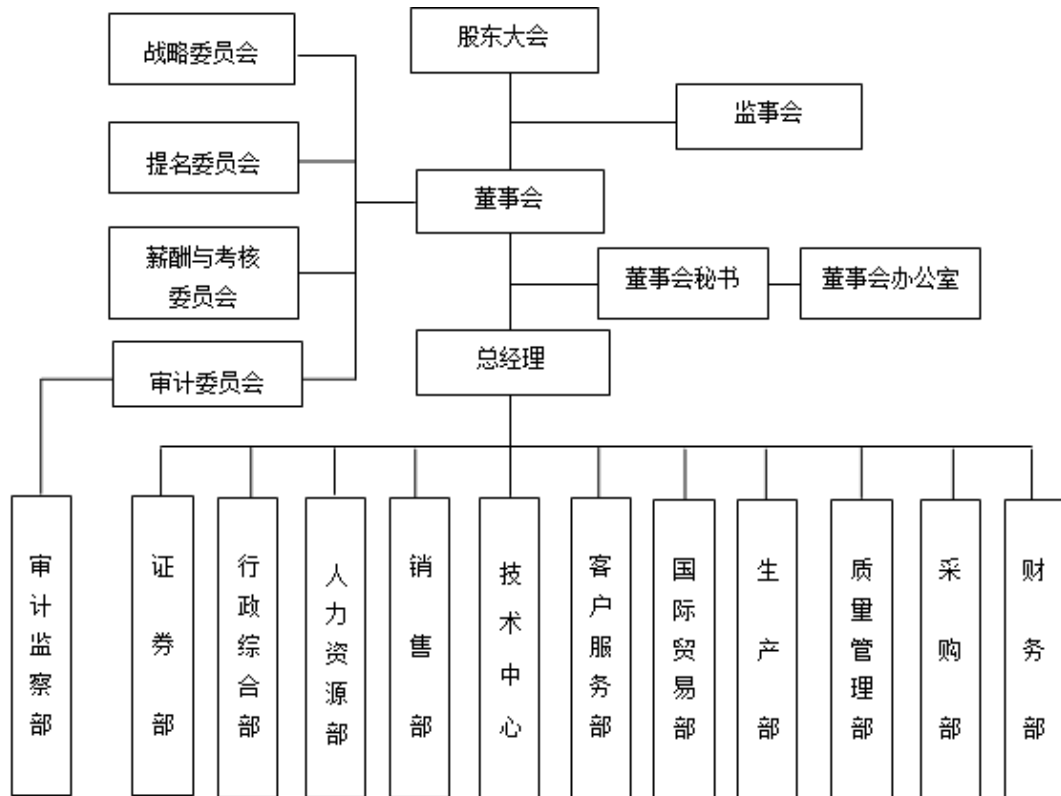 股东大会
战略委员会
监事会
提名委员会
董事会
薪酬与考核
委员会
董事会秘书
董事会办公室
总经理
审计委员会
审计监察部
证券部
行政综合部
人力资源部
销售部
技术中心
客户服务部
国际贸易部
生产部
质量管理部
采购部
财务部